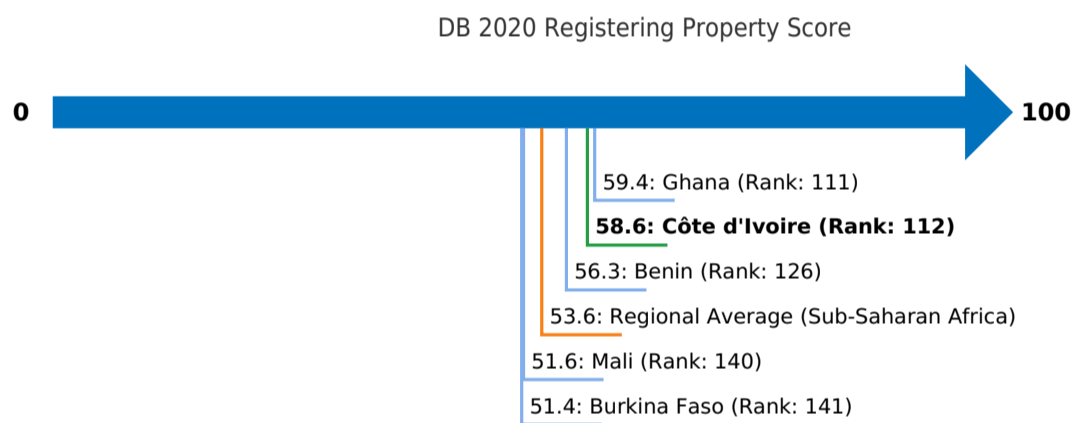 DB 2020 Registering Property Score
0
100
59.4: Ghana (Rank: 111)
58.6: Côte d'Ivoire (Rank: 112)
56.3: Benin (Rank: 126)
53.6: Regional Average (Sub-Saharan Africa)
51.6: Mali (Rank: 140)
51.4: Burkina Faso (Rank: 141)